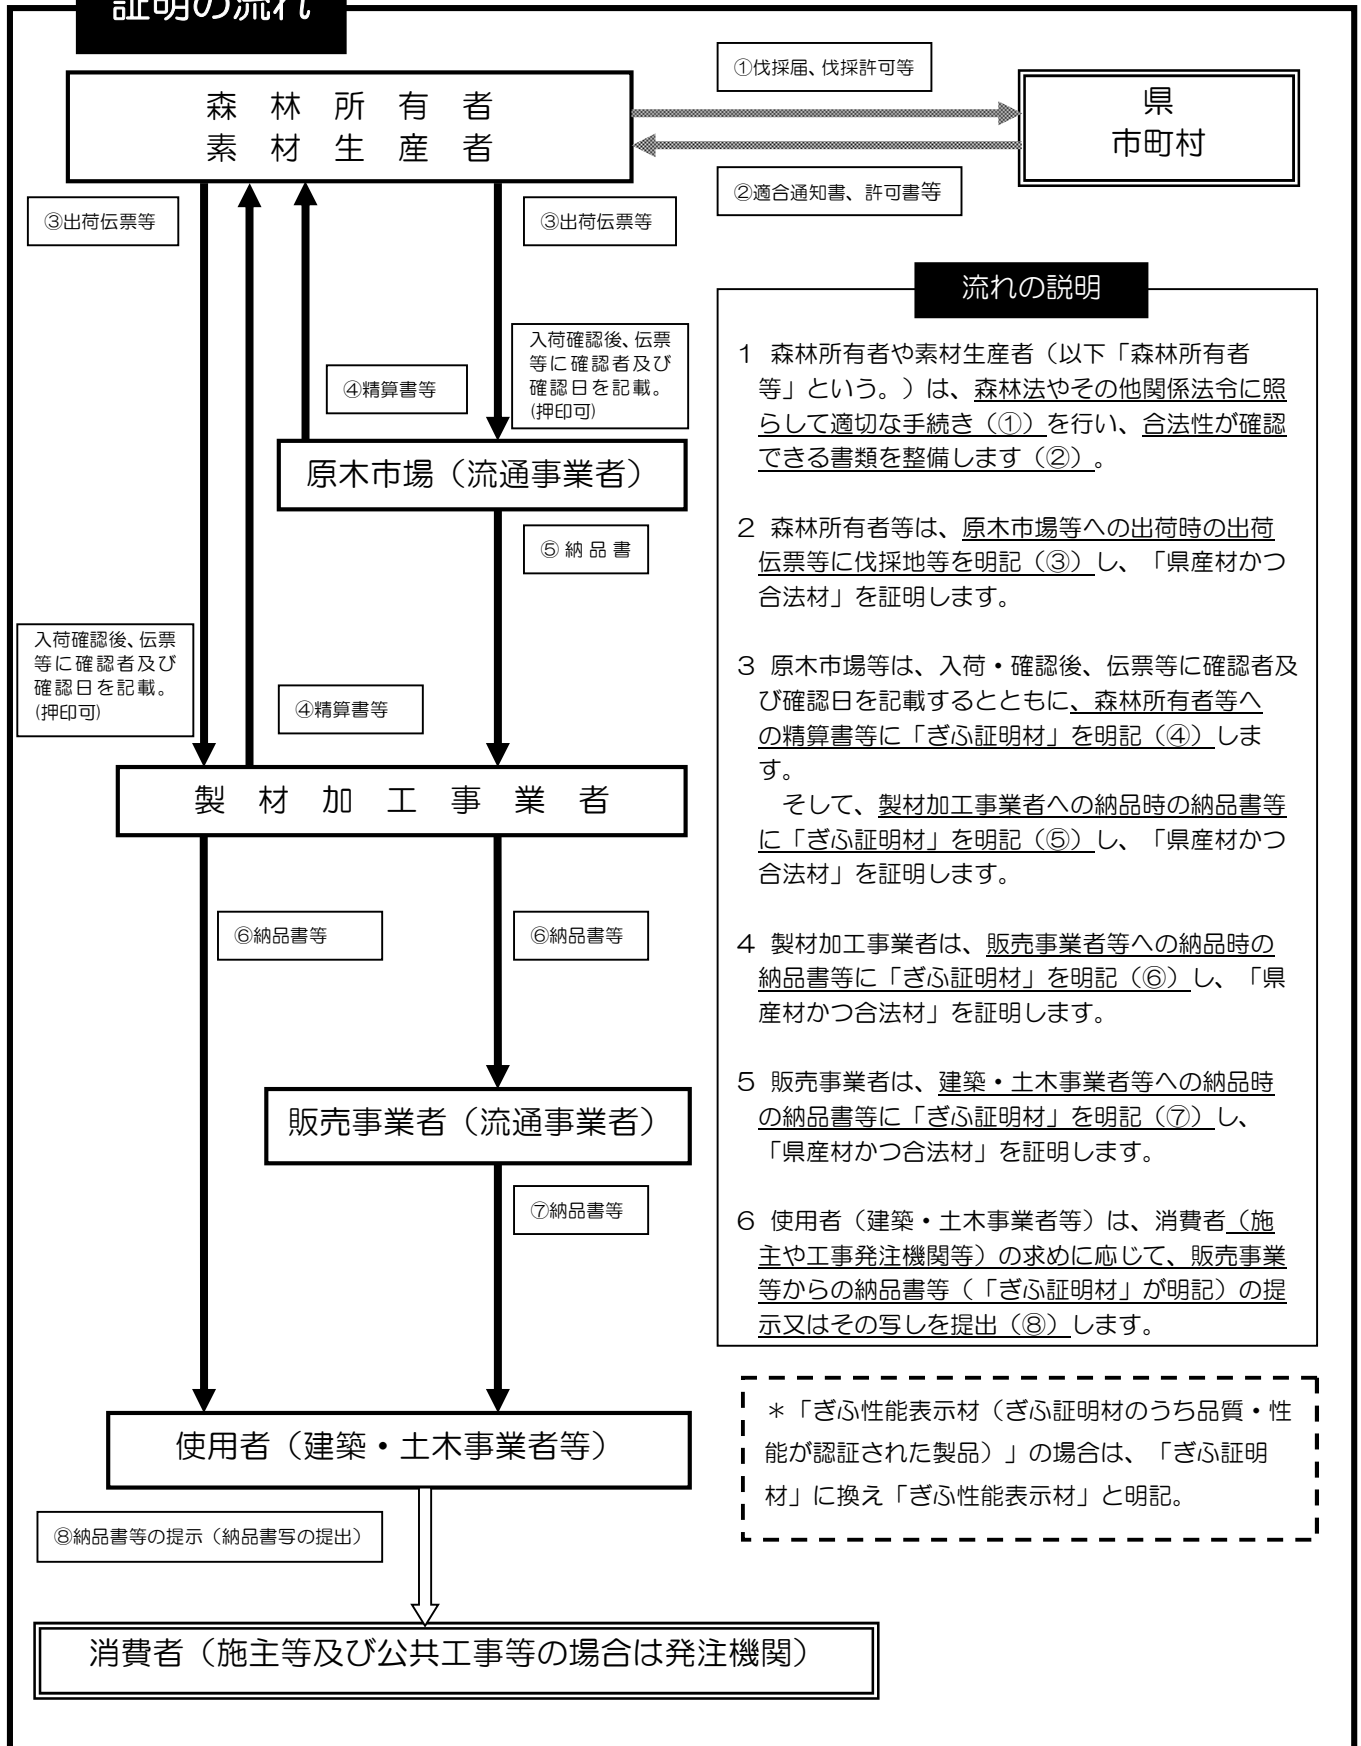 証明の流れ
①伐採届、伐採許可等
森林所有者
素材生産者
県
市町村
②適合通知書、許可書等
③出荷伝票等
③出荷伝票等
入荷確認後、伝票
等に確認者及び
確認日を記載。
(押印可)
④精算書等
原木市場（流通事業者）
⑤納品書
入荷確認後、伝票
等に確認者及び
確認日を記載。
(押印可)
④精算書等
製材加工事業者
⑥納品書等
⑥納品書等
販売事業者（流通事業者）
⑦納品書等
使用者（建築・土木事業者等）
⑧納品書等の提示（納品書写の提出）
消費者（施主等及び公共工事等の場合は発注機関）
流れの説明
１ 森林所有者や素材生産者（以下「森林所有者
等」という。）は、森林法やその他関係法令に照
らして適切な手続き（①）を行い、合法性が確認
できる書類を整備します（②）。
２ 森林所有者等は、原木市場等への出荷時の出荷
伝票等に伐採地等を明記（③）し、「県産材かつ
合法材」を証明します。
３ 原木市場等は、入荷・確認後、伝票等に確認者及
び確認日を記載するとともに、森林所有者等へ
の精算書等に「ぎふ証明材」を明記（④）しま
す。
そして、製材加工事業者への納品時の納品書等
に「ぎふ証明材」を明記（⑤）し、「県産材かつ
合法材」を証明します。
４ 製材加工事業者は、販売事業者等への納品時の
納品書等に「ぎふ証明材」を明記（⑥）し、「県
産材かつ合法材」を証明します。
５ 販売事業者は、建築・土木事業者等への納品時
の納品書等に「ぎふ証明材」を明記（⑦）し、
「県産材かつ合法材」を証明します。
６ 使用者（建築・土木事業者等）は、消費者（施
主や工事発注機関等）の求めに応じて、販売事業
等からの納品書等（「ぎふ証明材」が明記）の提
示又はその写しを提出（⑧）します。
＊「ぎふ性能表示材（ぎふ証明材のうち品質・性
能が認証された製品）」の場合は、「ぎふ証明
材」に換え「ぎふ性能表示材」と明記。